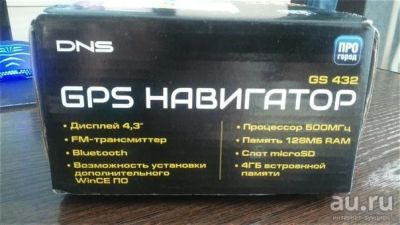 DNS
ПРО
город
GS 432
GPS НАВИГАТОР
• Дисплей 4,3"
• FM-трансмиттер
• Bluetooth
• Возможность установки
дополнительного
WinCE ПО
• Процессор 500МГц
• Память 128МБ RAM
• Слот microSD
• 4ГБ встроенной
памяти
au.ru